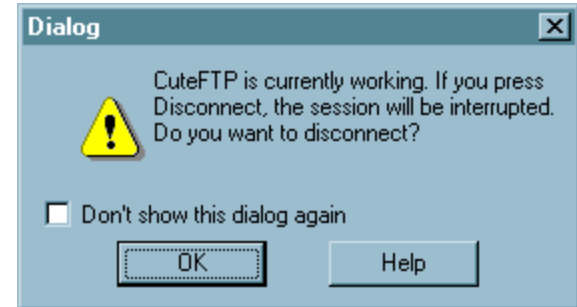 Dialog
CuteFTP is currently working. If you press
Disconnect, the session will be interrupted.
Do you want to disconnect?
Don't show this dialog again
OK
Help